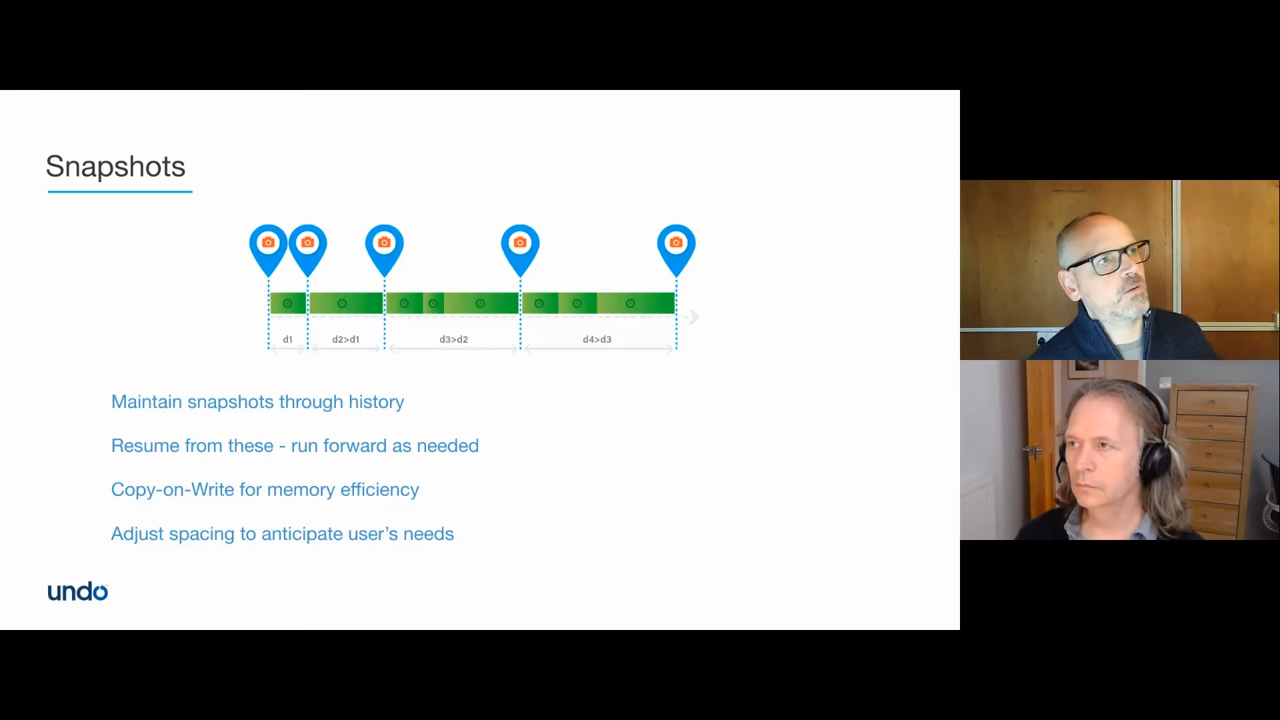 Snapshots
d1
d2>d1
d3>d2
d4>d3
Maintain snapshots through history
Resume from these - run forward as needed
Copy-on-Write for memory efficiency
Adjust spacing to anticipate user's needs
undo